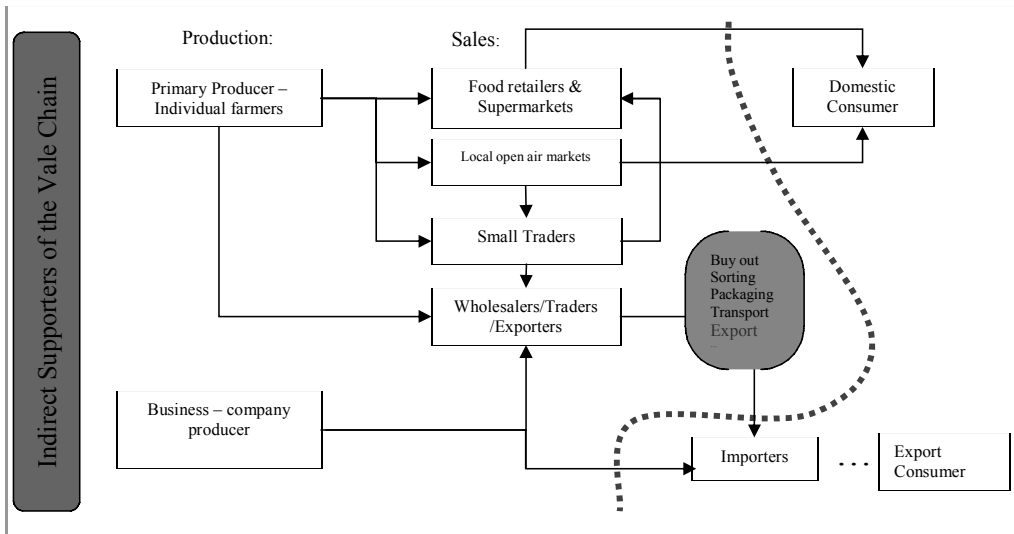 Indirect Supporters of the Vale Chain
Production:
Sales:
Primary Producer –
Individual farmers
Food retailers &
Supermarkets
Domestic
Consumer
Local open air markets
Small Traders
Buy out
Sorting
Packaging
Transport
Export
Wholesalers/Traders
/Exporters
Business – company
producer
Importers
. . .
Export
Consumer